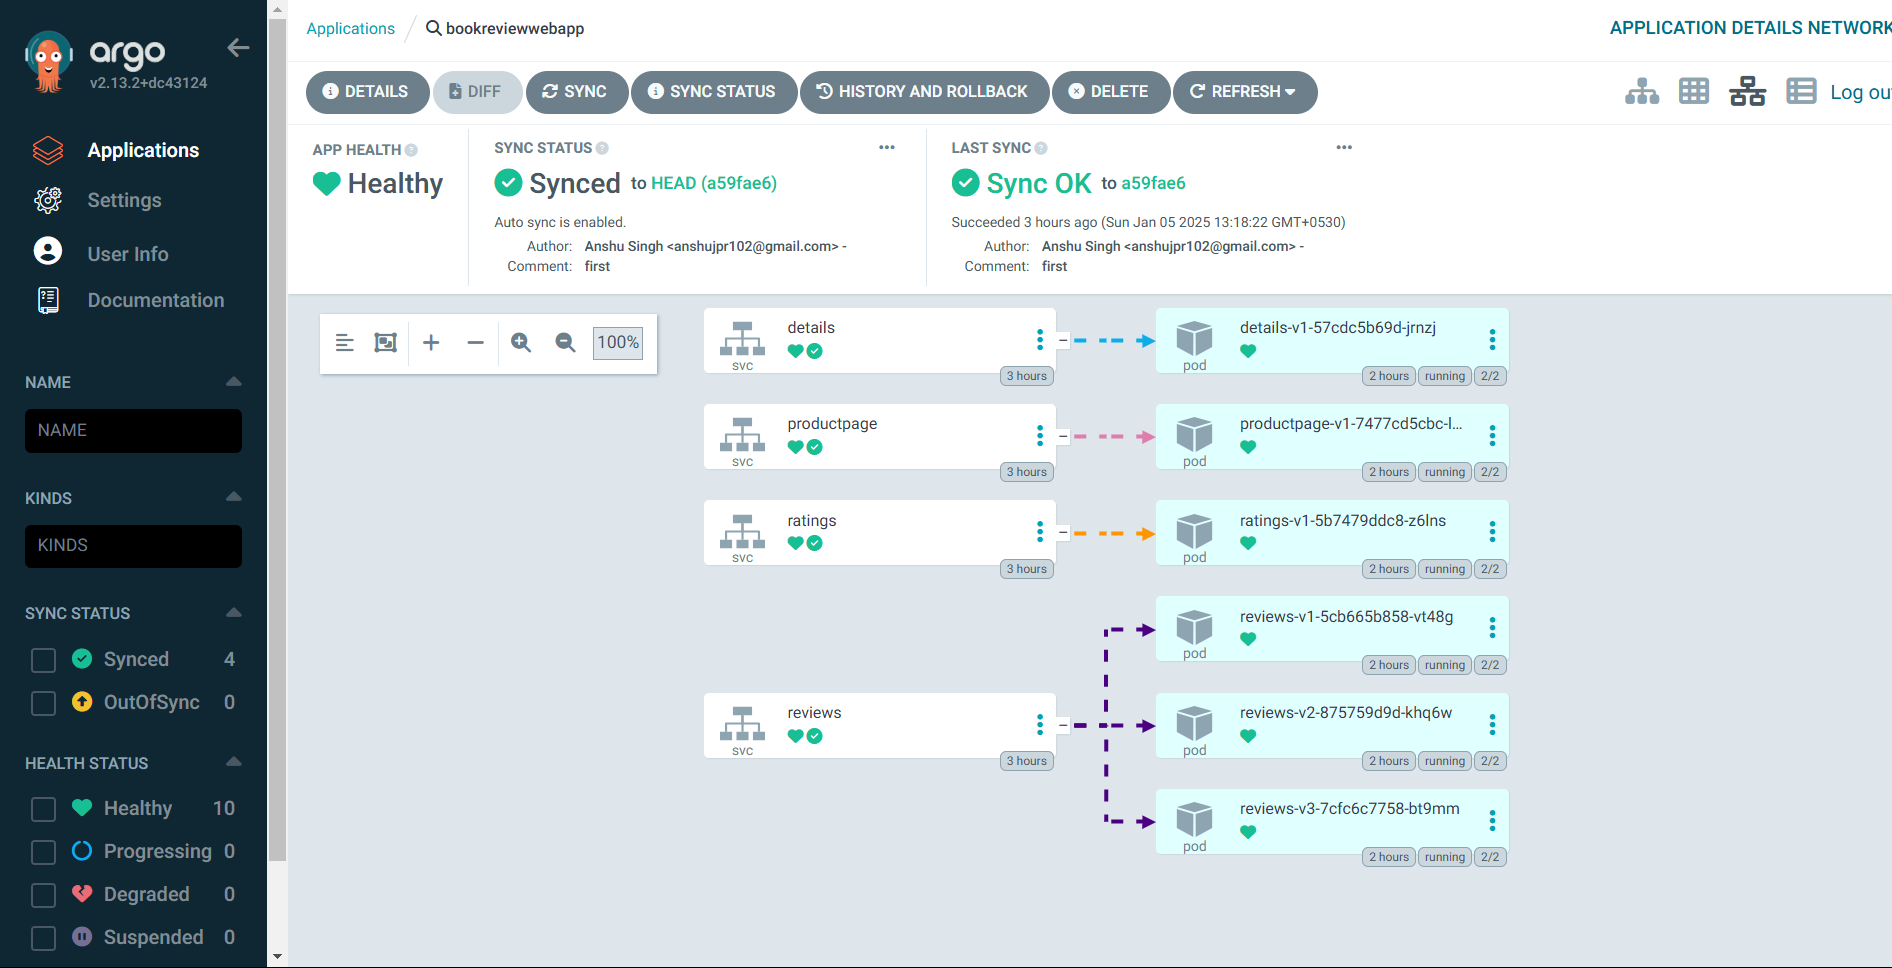 argo
v2.13.2+dc43124
Applications
Settings
User Info
Documentation
NAME
NAME
KINDS
KINDS
SYNC STATUS
Synced 4
OutOfSync 0
HEALTH STATUS
Healthy 10
Progressing 0
Degraded 0
Suspended 0
Applications / bookreviewwebapp
APPLICATION DETAILS NETWORK
DETAILS DIFF SYNC SYNC STATUS HISTORY AND ROLLBACK DELETE REFRESH
Log ou
APP HEALTH
Healthy
SYNC STATUS
Synced to HEAD (a59fae6)
Auto sync is enabled.
Author: Anshu Singh <anshujpr102@gmail.com> -
Comment: first
LAST SYNC
Sync OK to a59fae6
Succeeded 3 hours ago (Sun Jan 05 2025 13:18:22 GMT+0530)
Author: Anshu Singh <anshujpr102@gmail.com> -
Comment: first
100%
details
svc
3 hours
details-v1-57cdc5b69d-jrnzj
pod
2 hours running 2/2
productpage
svc
3 hours
productpage-v1-7477cd5cbc-l...
pod
2 hours running 2/2
ratings
svc
3 hours
ratings-v1-5b7479ddc8-z6lns
pod
2 hours running 2/2
reviews-v1-5cb665b858-vt48g
pod
2 hours running 2/2
reviews
svc
3 hours
reviews-v2-875759d9d-khq6w
pod
2 hours running 2/2
reviews-v3-7cfc6c7758-bt9mm
pod
2 hours running 2/2